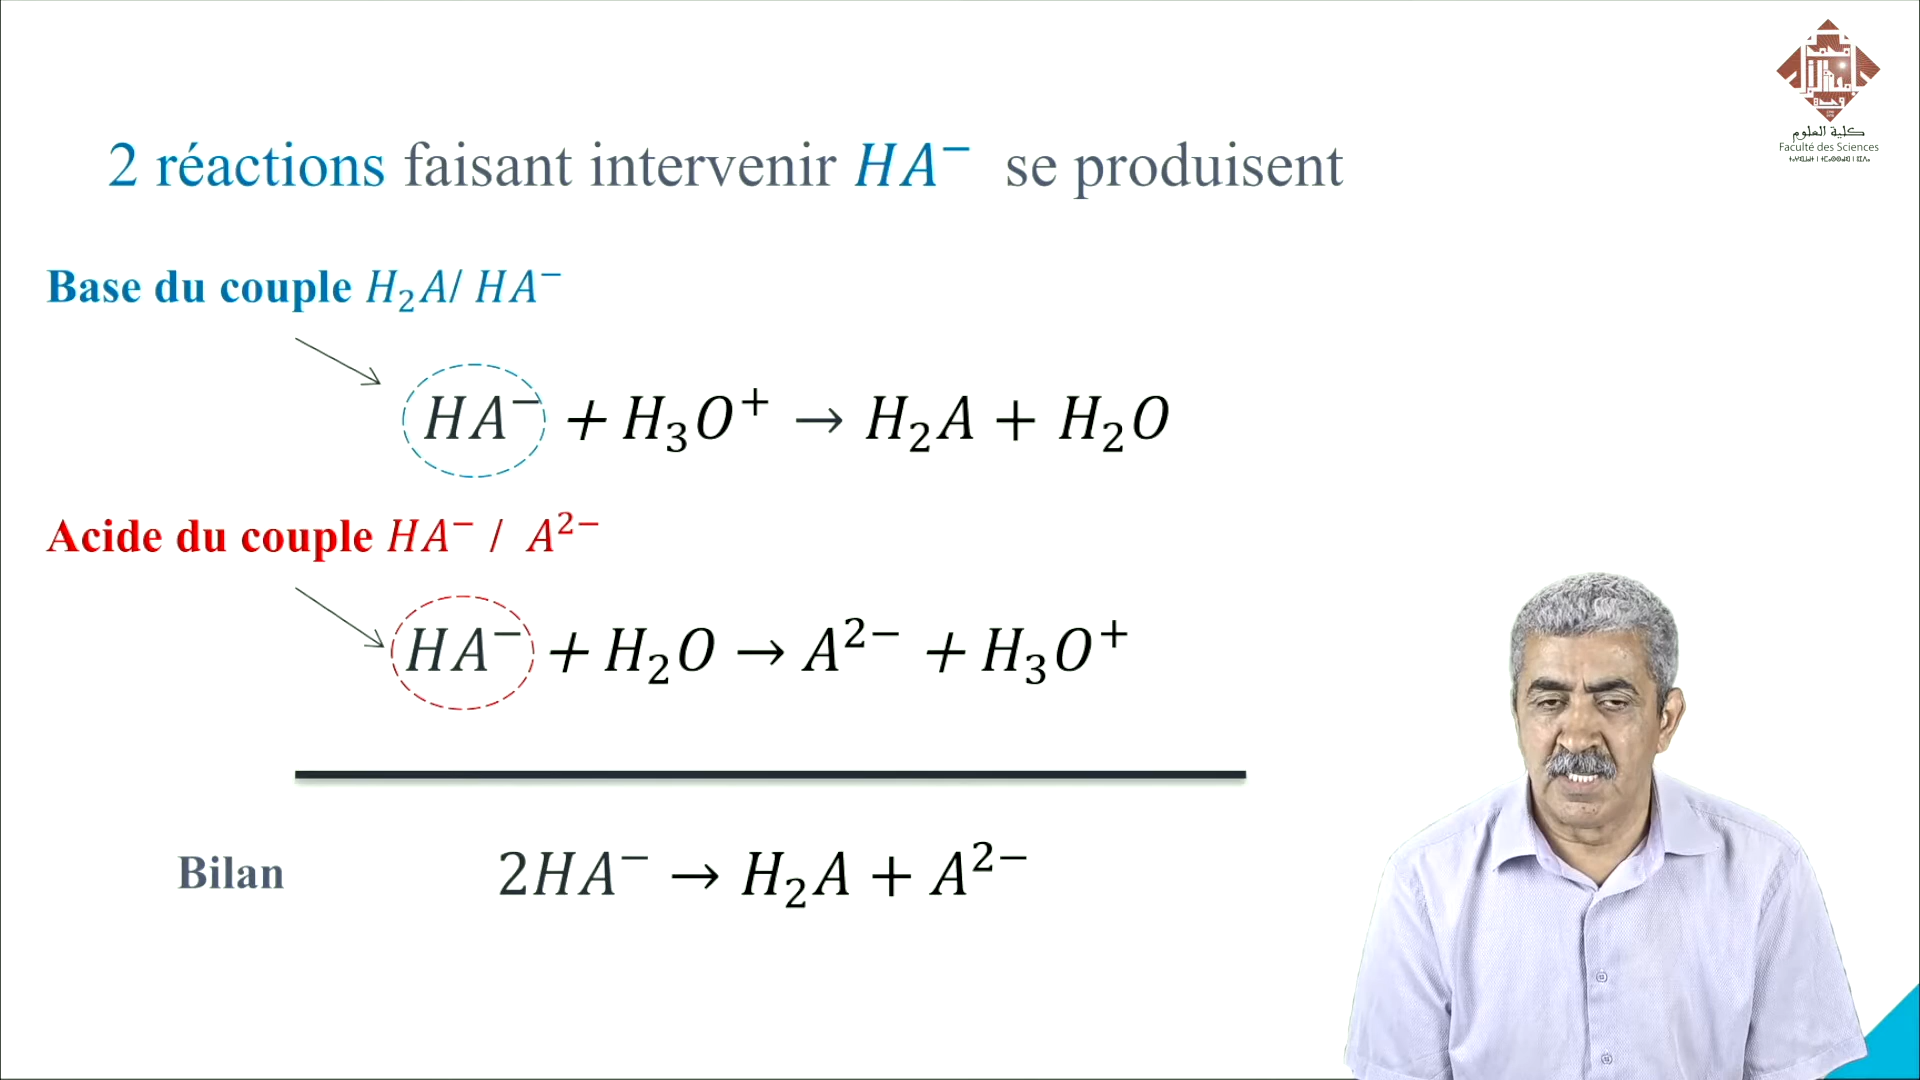 كلية العلوم
Faculté des Sciences
2 réactions faisant intervenir HA⁻ se produisent
Base du couple H₂A/ HA⁻
HA⁻ + H₃O⁺ → H₂A + H₂O
Acide du couple HA⁻ / A²⁻
HA⁻ + H₂O → A²⁻ + H₃O⁺
Bilan 2HA⁻ → H₂A + A²⁻